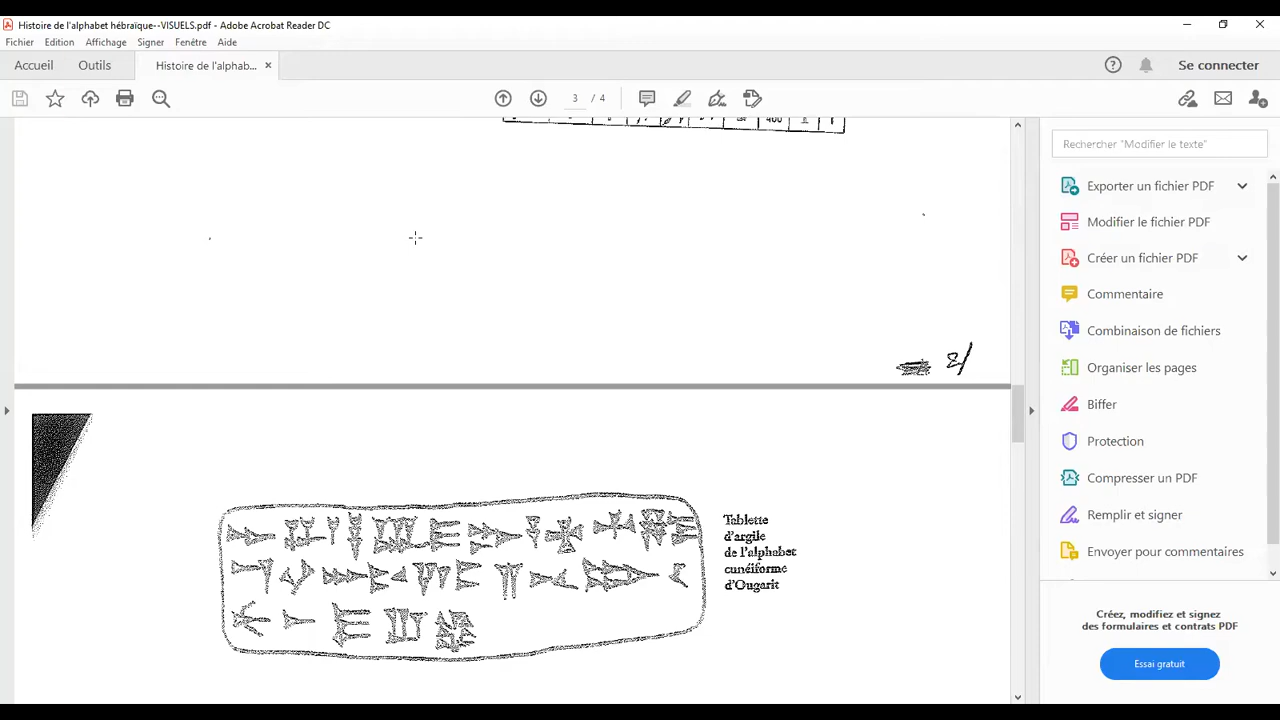 Histoire de l'alphabet hébraïque--VISUELS.pdf - Adobe Acrobat Reader DC
Fichier Edition Affichage Signer Fenêtre Aide
Accueil Outils Histoire de l'alphab... Se connecter
3 / 4
Rechercher "Modifier le texte"
Exporter un fichier PDF
Modifier le fichier PDF
Créer un fichier PDF
Commentaire
Combinaison de fichiers
Organiser les pages
Biffer
Protection
Compresser un PDF
Remplir et signer
Envoyer pour commentaires
Créez, modifiez et signez
des formulaires et contrats PDF
Essai gratuit
400
Tablette
d'argile
de l'alphabet
cunéiforme
d'Ougarit